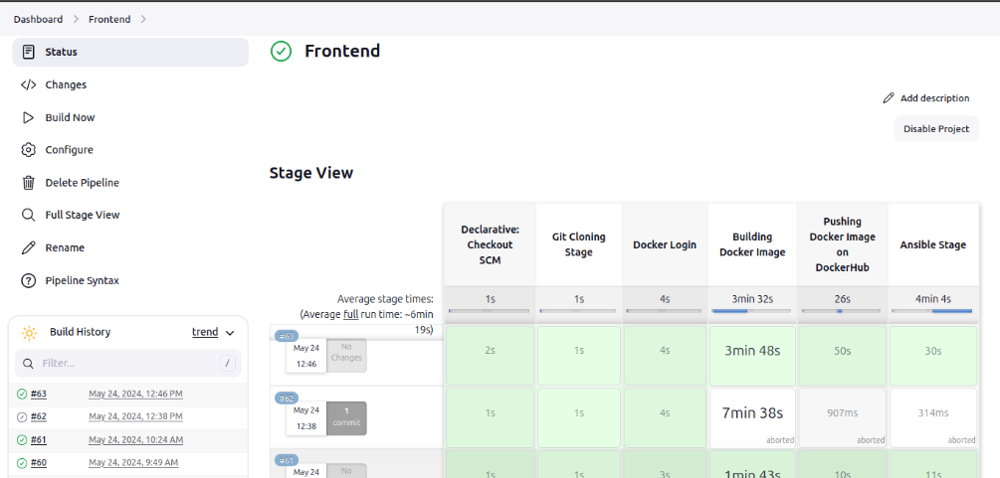 Dashboard > Frontend >
Status
Changes
Build Now
Configure
Delete Pipeline
Full Stage View
Rename
Pipeline Syntax
Build History trend
Filter... /
#63 May 24, 2024, 12:46 PM
#62 May 24, 2024, 12:38 PM
#61 May 24, 2024, 10:24 AM
#60 May 24, 2024, 9:49 AM
Frontend
Add description
Disable Project
Stage View
Declarative:
Checkout
SCM
Git Cloning
Stage
Docker Login
Building
Docker Image
Pushing
Docker Image
on
DockerHub
Ansible Stage
Average stage times:
(Average full run time: ~6min
19s)
1s 1s 4s 3min 32s 26s 4min 4s
#63
May 24
12:46
No
Changes
2s 1s 4s 3min 48s 50s 30s
#62
May 24
12:38
1
commit
1s 1s 4s 7min 38s 907ms 314ms
aborted aborted aborted
#61
May 24
No
1s 1s 3s 1min 43s 10s 11s